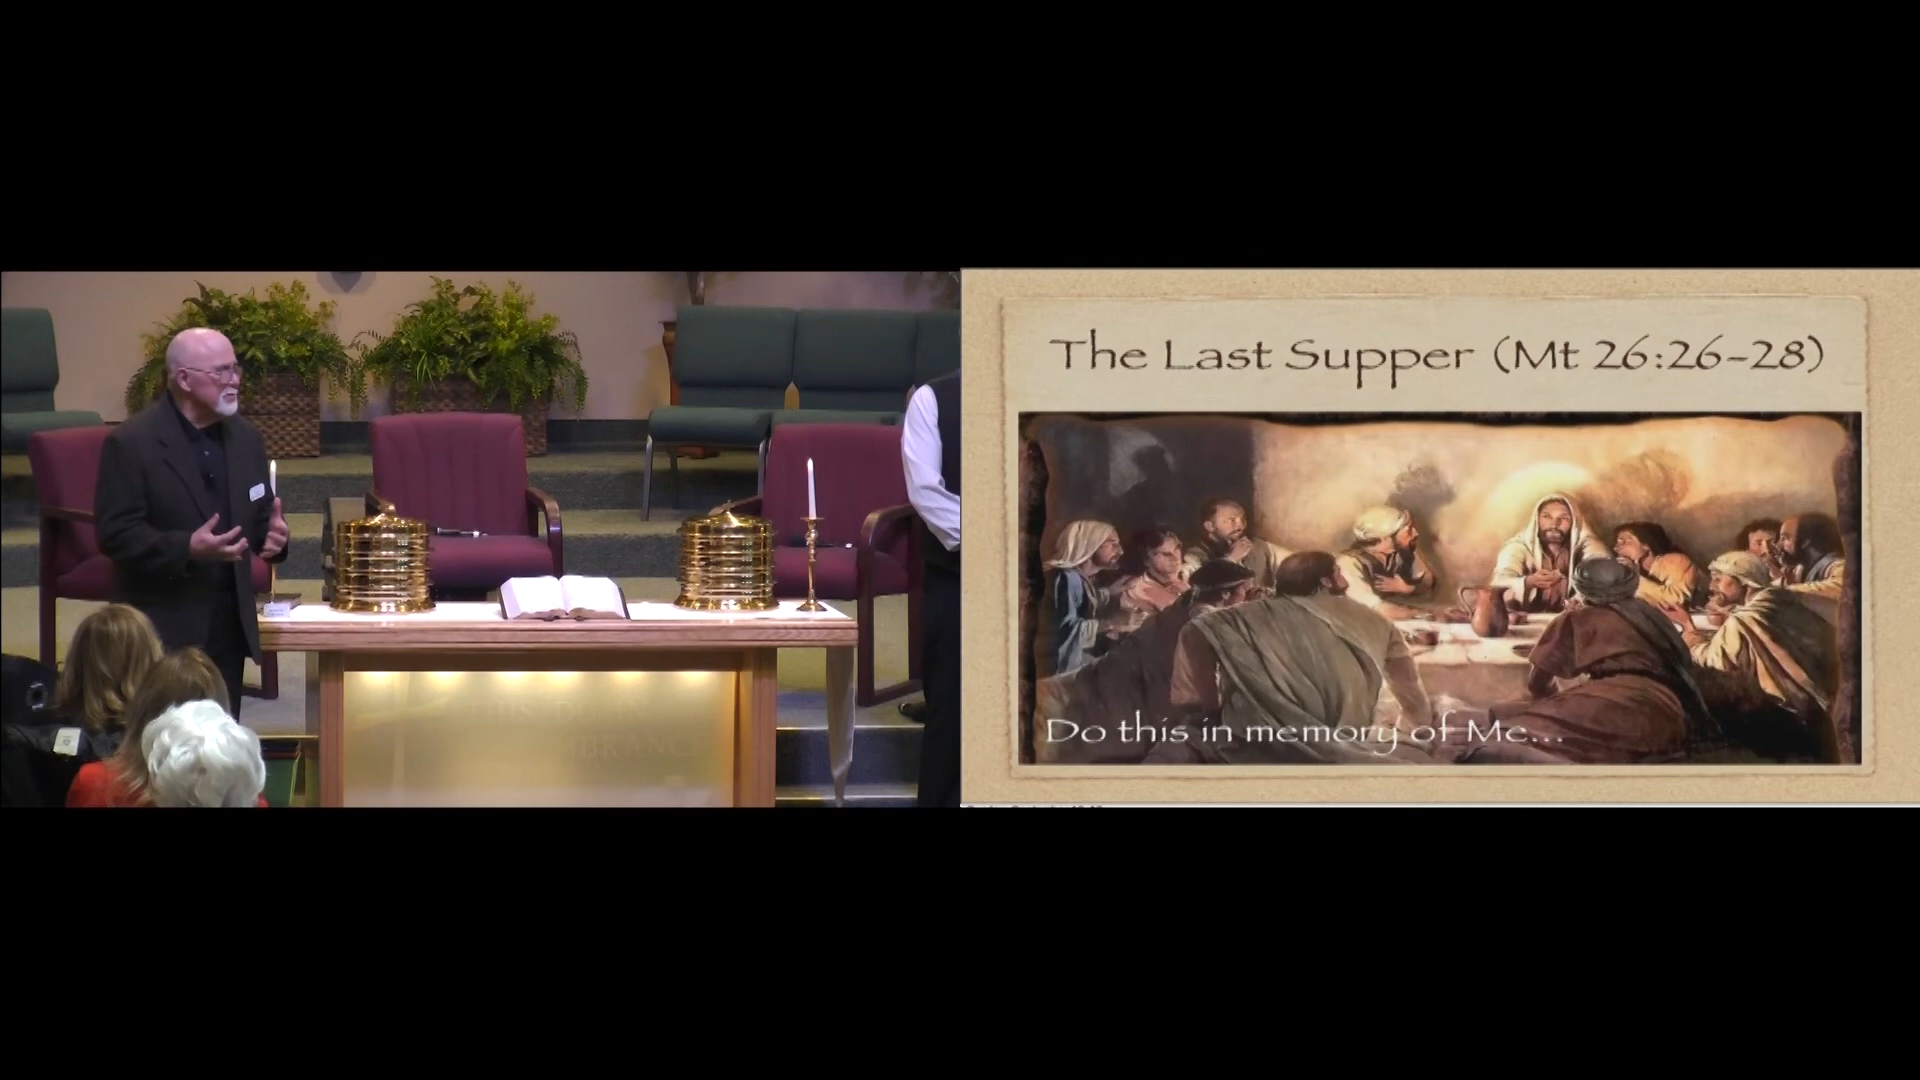 The Last Supper (Mt 26:26-28)
Do this in memory of Me...